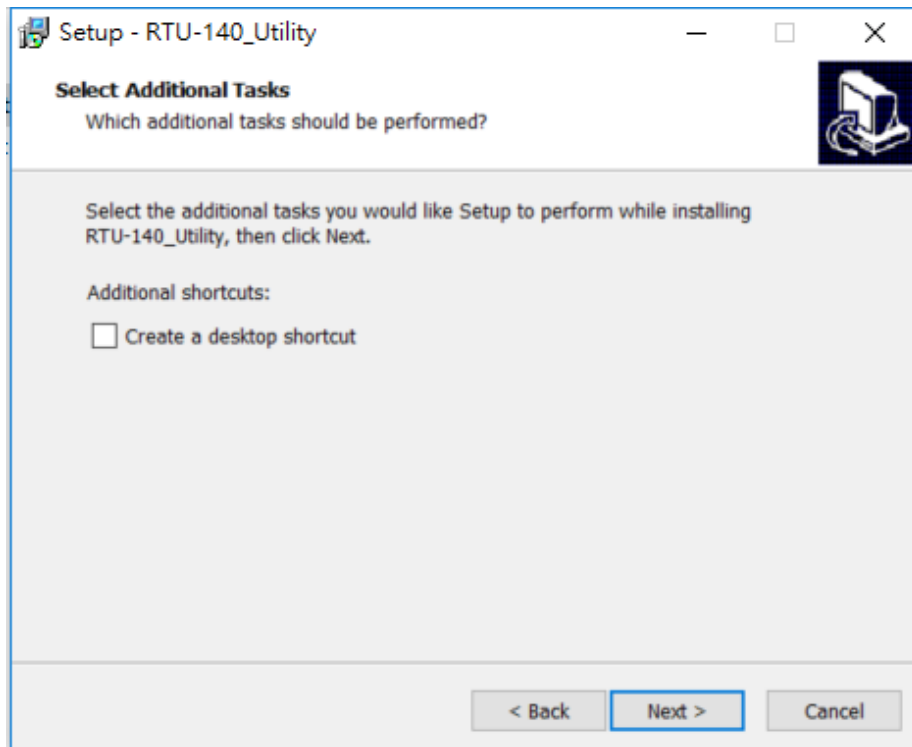 Setup - RTU-140_Utility
Select Additional Tasks
Which additional tasks should be performed?
Select the additional tasks you would like Setup to perform while installing
RTU-140_Utility, then click Next.
Additional shortcuts:
Create a desktop shortcut
< Back
Next >
Cancel